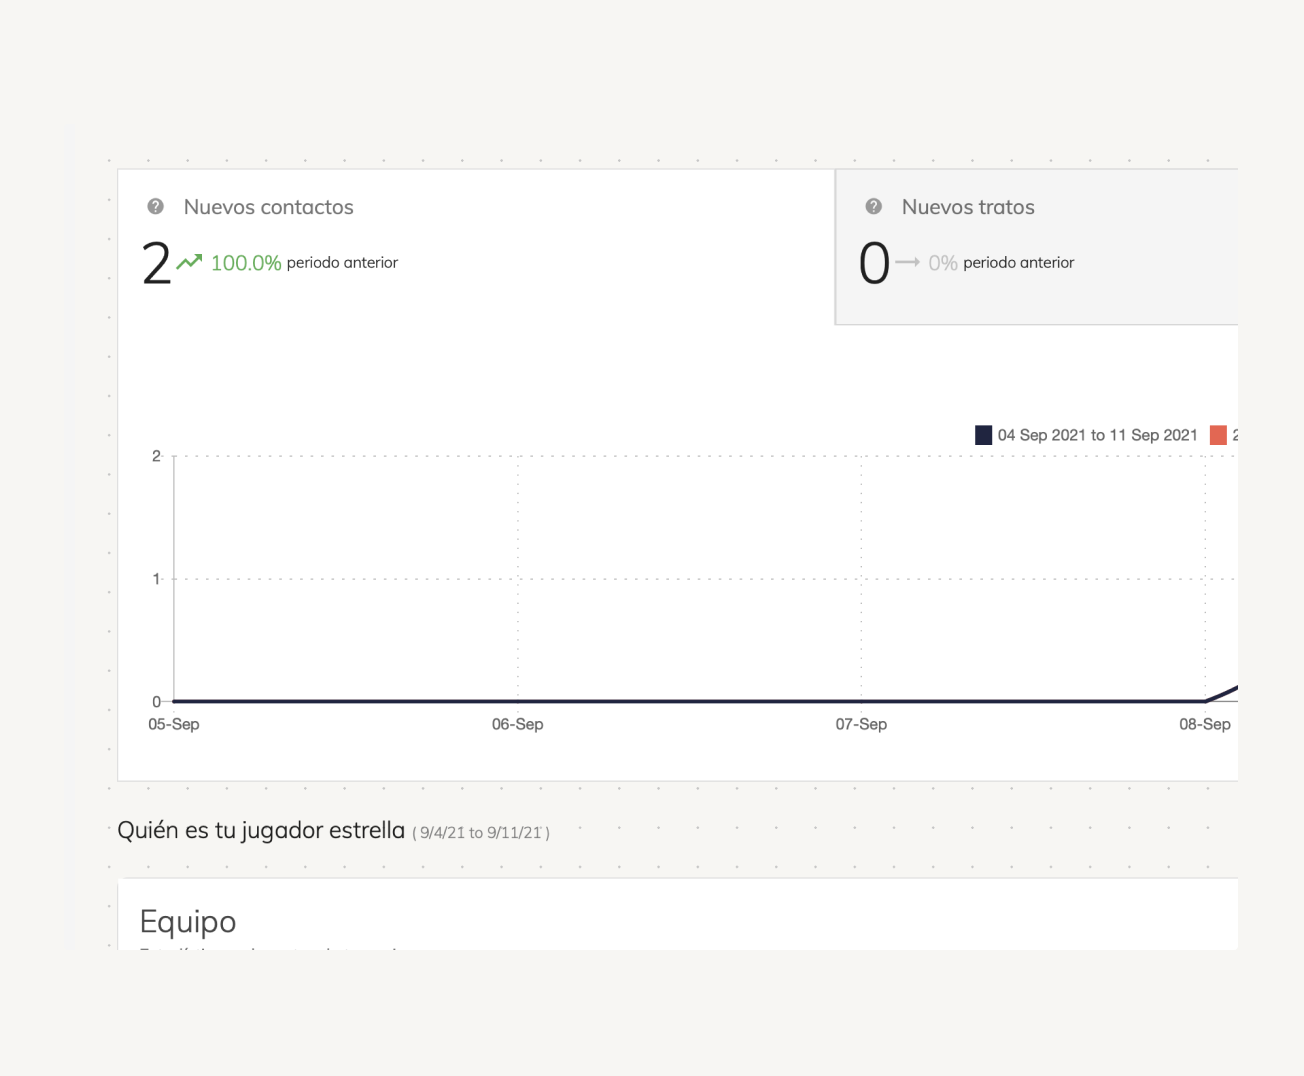 Nuevos contactos
2 100.0% periodo anterior
Nuevos tratos
0 0% periodo anterior
04 Sep 2021 to 11 Sep 2021
2
1
0
05-Sep 06-Sep 07-Sep 08-Sep
Quién es tu jugador estrella ( 9/4/21 to 9/11/21 )
Equipo